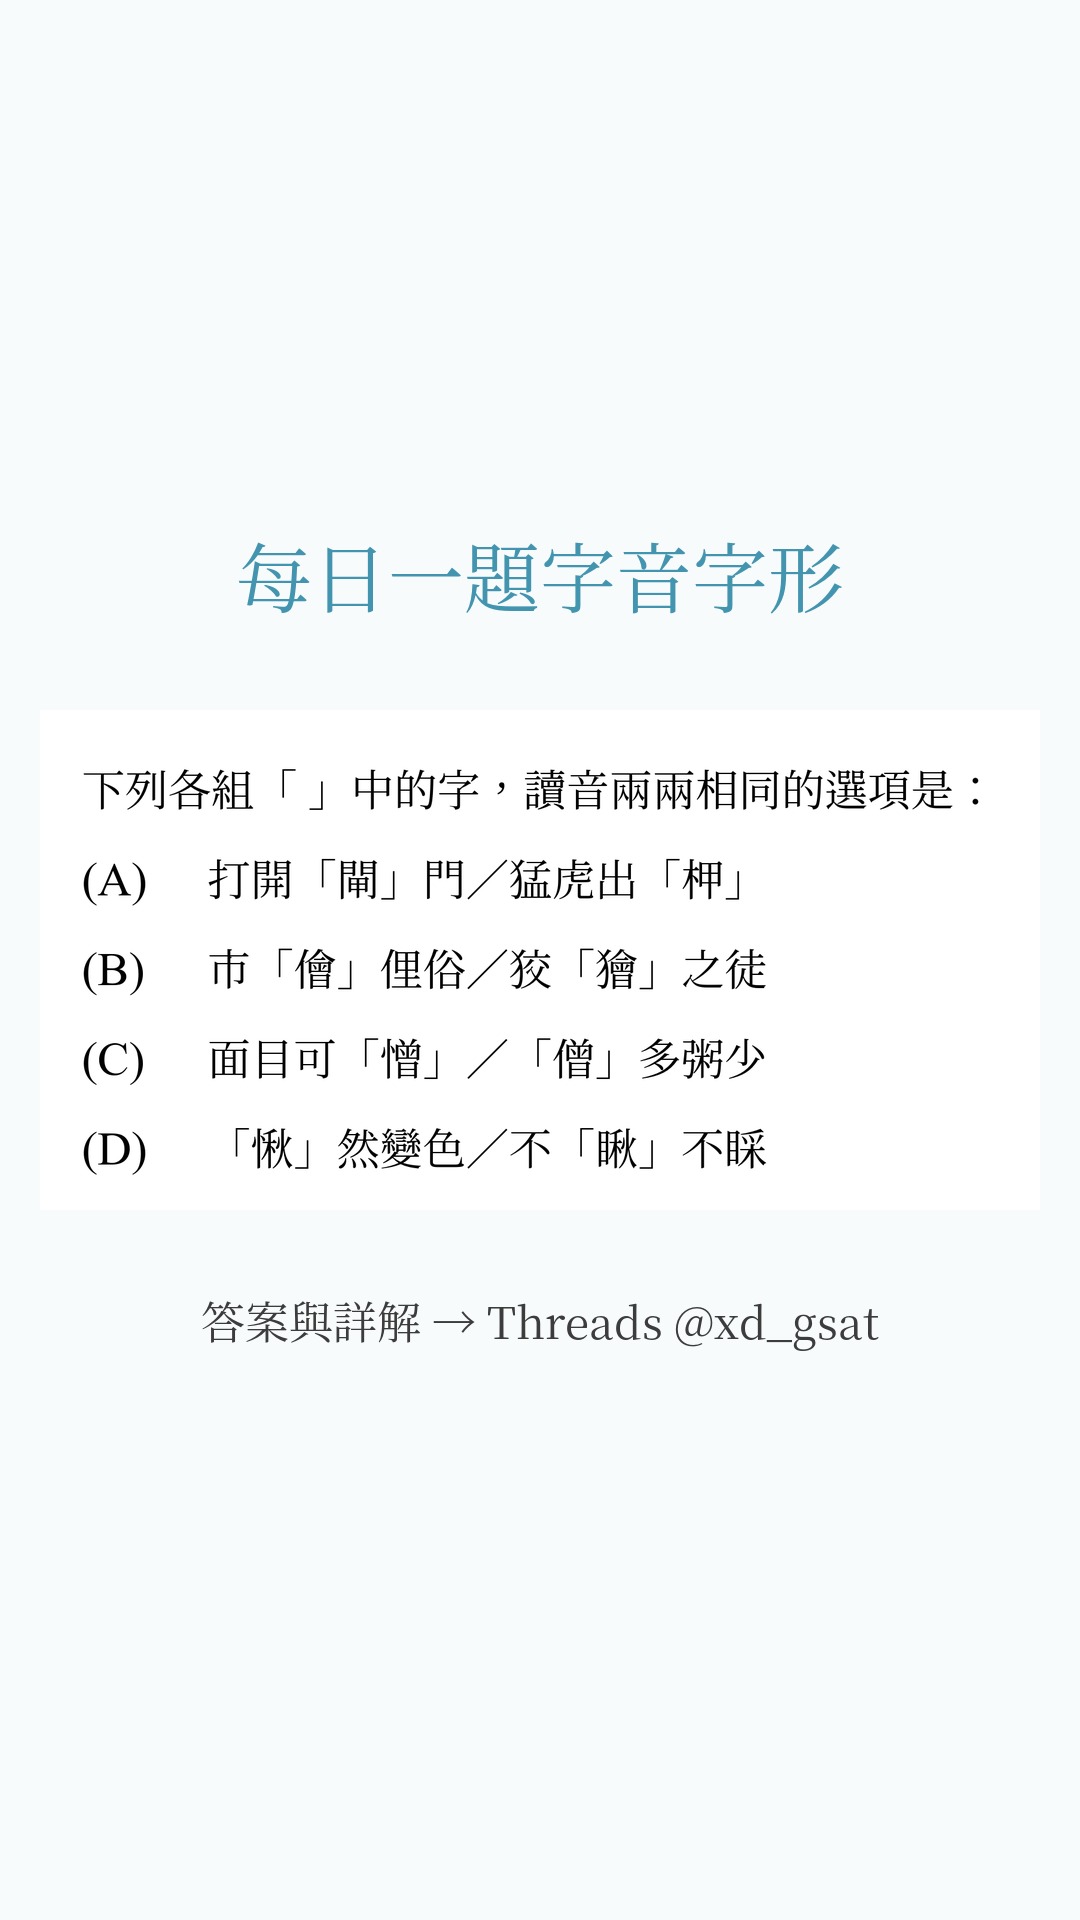 每日一題字音字形
下列各組「 」中的字，讀音兩兩相同的選項是：
(A) 打開「閘」門／猛虎出「柙」
(B) 市「儈」俚俗／狡「獪」之徒
(C) 面目可「憎」／「僧」多粥少
(D) 「愀」然變色／不「瞅」不睬
答案與詳解 → Threads @xd_gsat